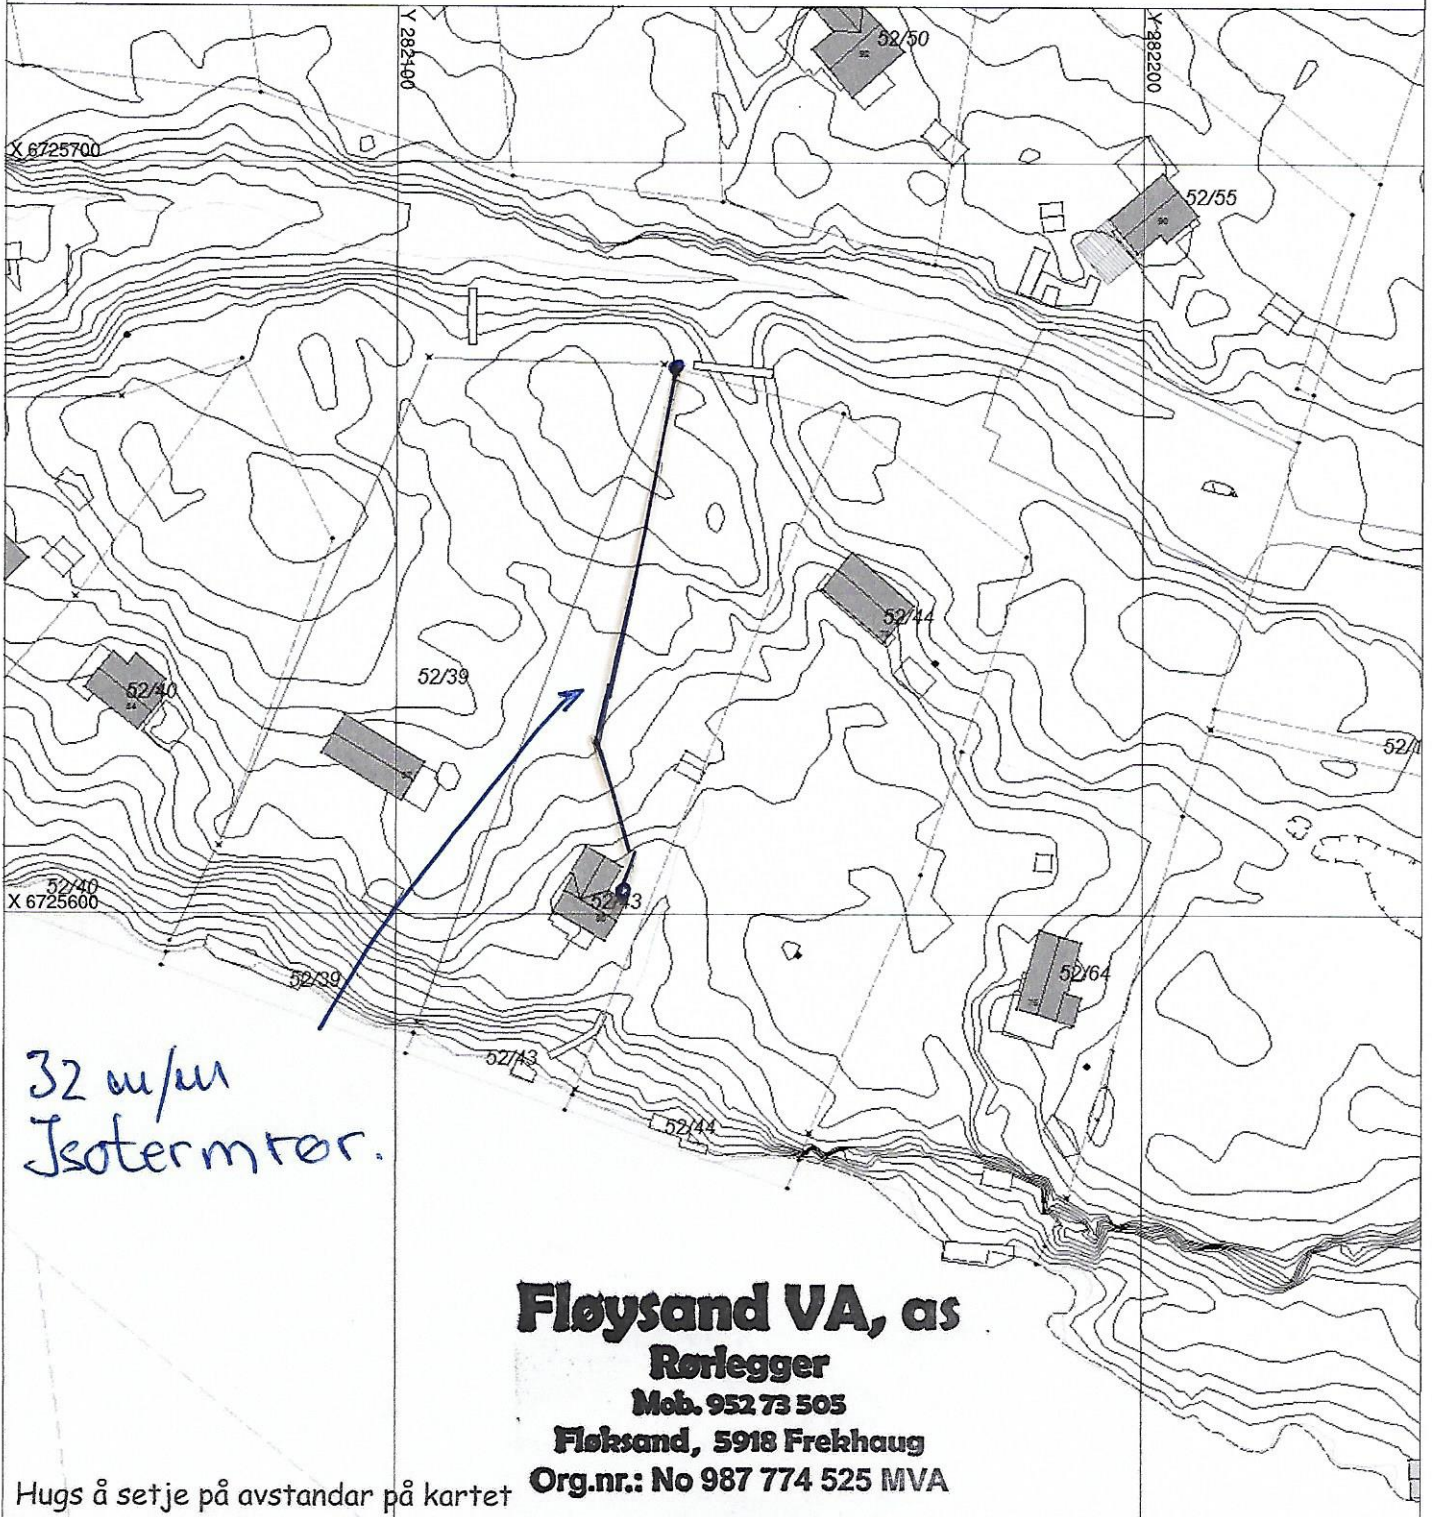 Y 282100
Y 282200
52/50
X 6725700
52/55
90
52/44
52/39
52/40
54
52/43
52/40
X 6725600
52/39
52/64
52/43
52/44
32 m/m
Isotermrør.
Fløysand VA, as
Rørlegger
Mob. 952 73 505
Fløksand, 5918 Frekhaug
Org.nr.: No 987 774 525 MVA
Hugs å setje på avstandar på kartet